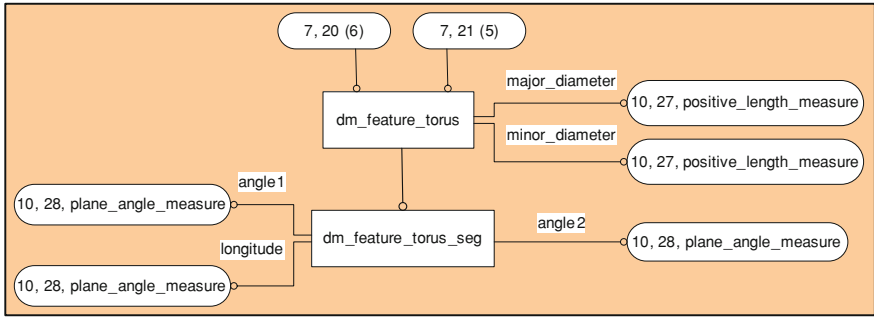 7, 20 (6)
7, 21 (5)
major_diameter
10, 27, positive_length_measure
dm_feature_torus
minor_diameter
10, 27, positive_length_measure
angle1
10, 28, plane_angle_measure
dm_feature_torus_seg
angle2
10, 28, plane_angle_measure
longitude
10, 28, plane_angle_measure